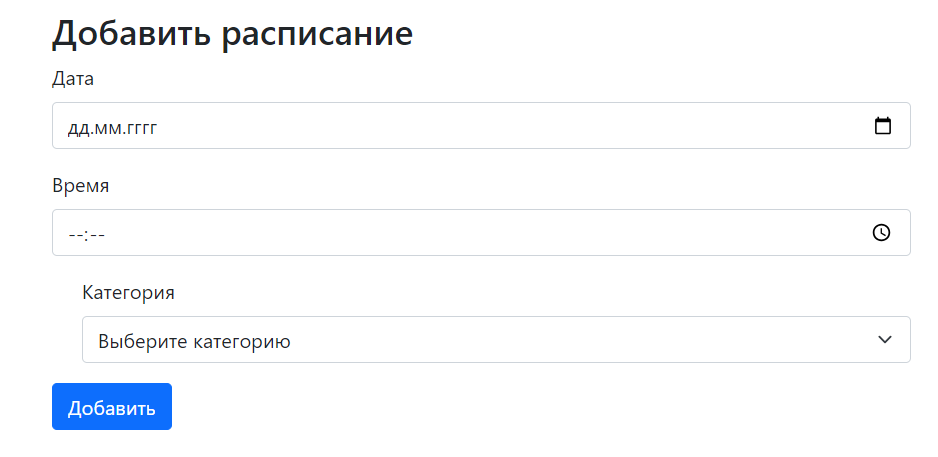 Добавить расписание
Дата
дд.мм.гггг
Время
--:--
Категория
Выберите категорию
Добавить